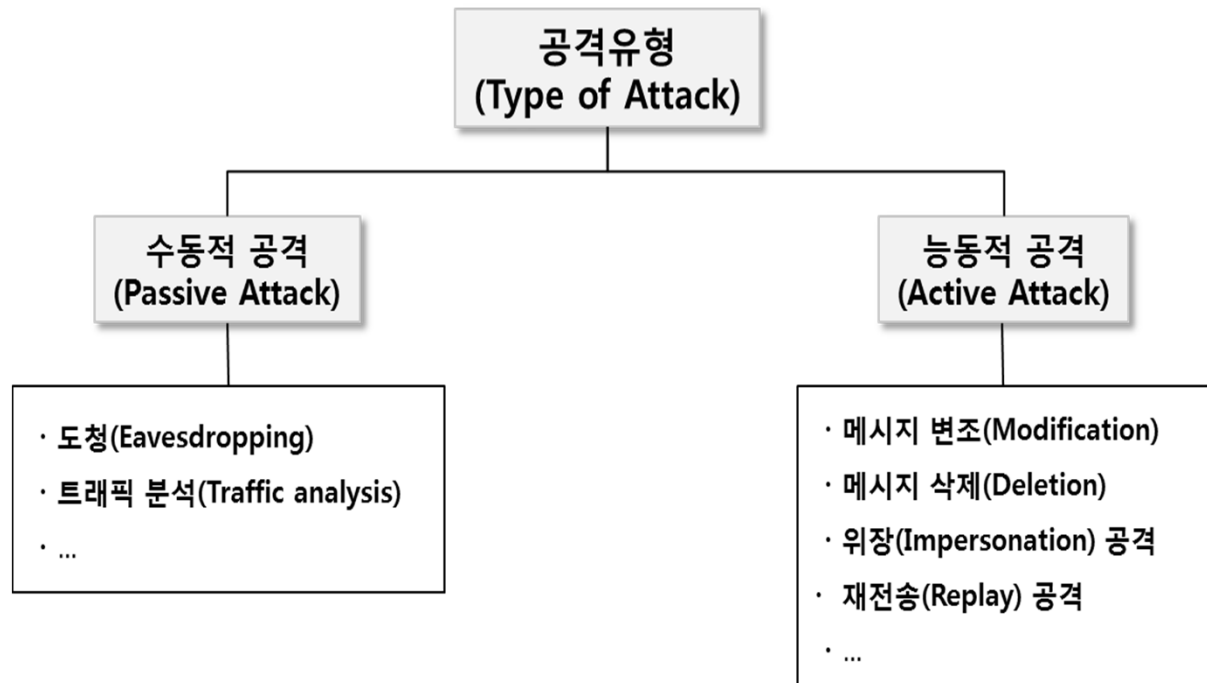 공격유형
(Type of Attack)
수동적 공격
(Passive Attack)
· 도청(Eavesdropping)
· 트래픽 분석(Traffic analysis)
· ...
능동적 공격
(Active Attack)
· 메시지 변조(Modification)
· 메시지 삭제(Deletion)
· 위장(Impersonation) 공격
· 재전송(Replay) 공격
· ...